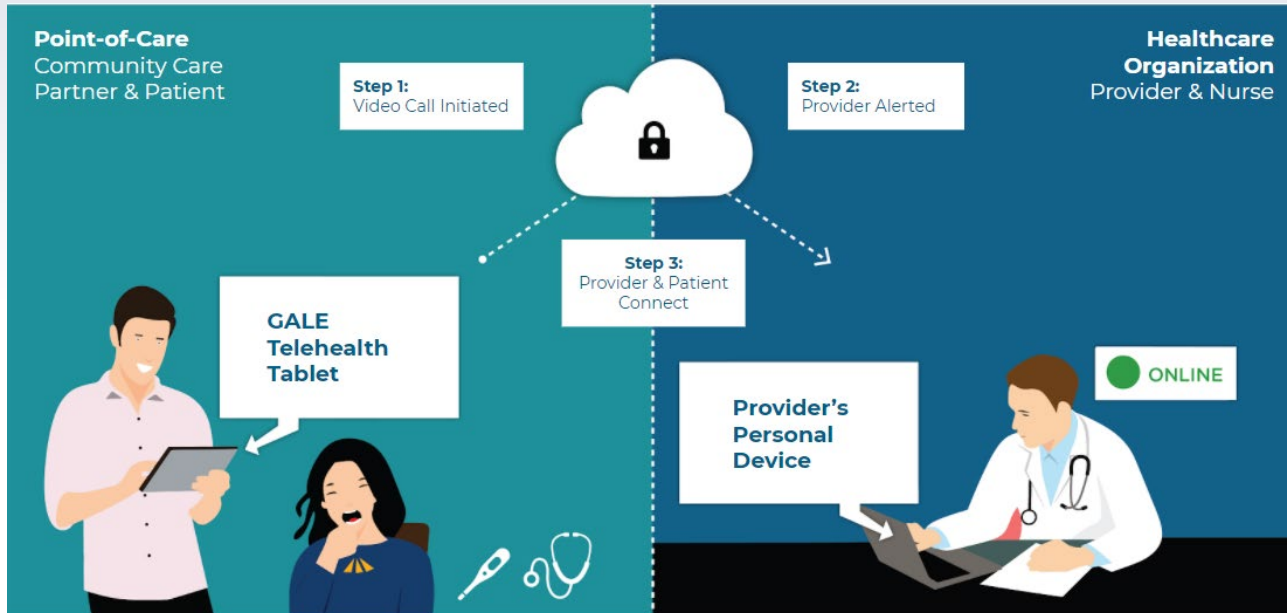 Point-of-Care
Community Care
Partner & Patient
Step 1:
Video Call Initiated
Step 2:
Provider Alerted
Healthcare
Organization
Provider & Nurse
Step 3:
Provider & Patient
Connect
GALE
Telehealth
Tablet
Provider’s
Personal
Device
ONLINE